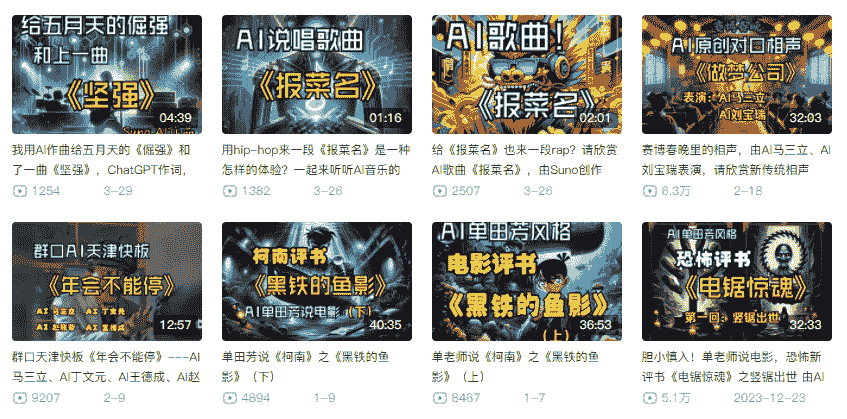 给五月天的倔强
和上一曲
《坚强》
04:39
我用AI作曲给五月天的《倔强》和
了一曲《坚强》，ChatGPT作词，
1254 3-29
AI说唱歌曲
《报菜名》
01:16
用hip-hop来一段《报菜名》是一种
怎样的体验？一起来听听AI音乐的
1382 3-26
AI歌曲！
《报菜名》
02:01
给《报菜名》也来一段rap？请欣赏
AI歌曲《报菜名》，由Suno创作
2507 3-26
AI原创对口相声
《做梦公司》
表演：AI马三立
AI刘宝瑞
32:03
赛博春晚里的相声，由AI马三立、AI
刘宝瑞表演，请欣赏新传统相声
6.3万 2-18
群口AI天津快板
《年会不能停》
12:57
群口天津快板《年会不能停》---AI
马三立、AI丁文元、AI王德成、AI赵
9207 2-9
柯南评书
《黑铁的鱼影》
AI单田芳说电影（下）
40:35
单田芳说《柯南》之《黑铁的鱼
影》（下）
4894 1-9
AI单田芳风格
电影评书
《黑铁的鱼影》
（上）
36:53
单老师说《柯南》之《黑铁的鱼
影》（上）
8467 1-7
AI单田芳风格
恐怖评书
《电锯惊魂》
第一回：竖锯出世
32:33
胆小慎入！单老师说电影，恐怖新
评书《电锯惊魂》之竖锯出世 由AI
5.1万 2023-12-23